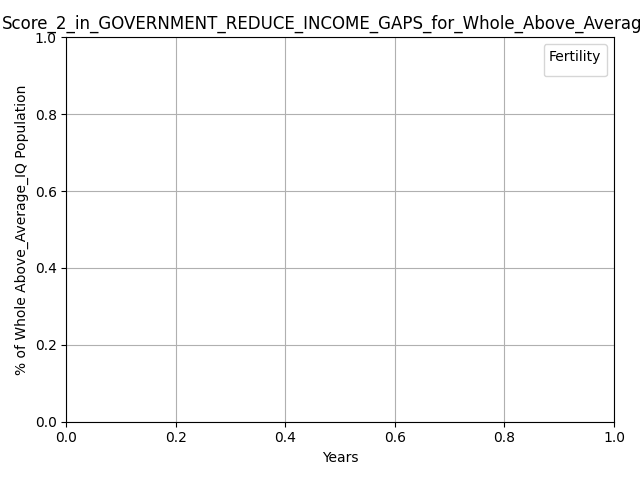 Score_2_in_GOVERNMENT_REDUCE_INCOME_GAPS_for_Whole_Above_Averag
Fertility
% of Whole Above_Average_IQ Population
1.0
0.8
0.6
0.4
0.2
0.0
0.0 0.2 0.4 0.6 0.8 1.0
Years